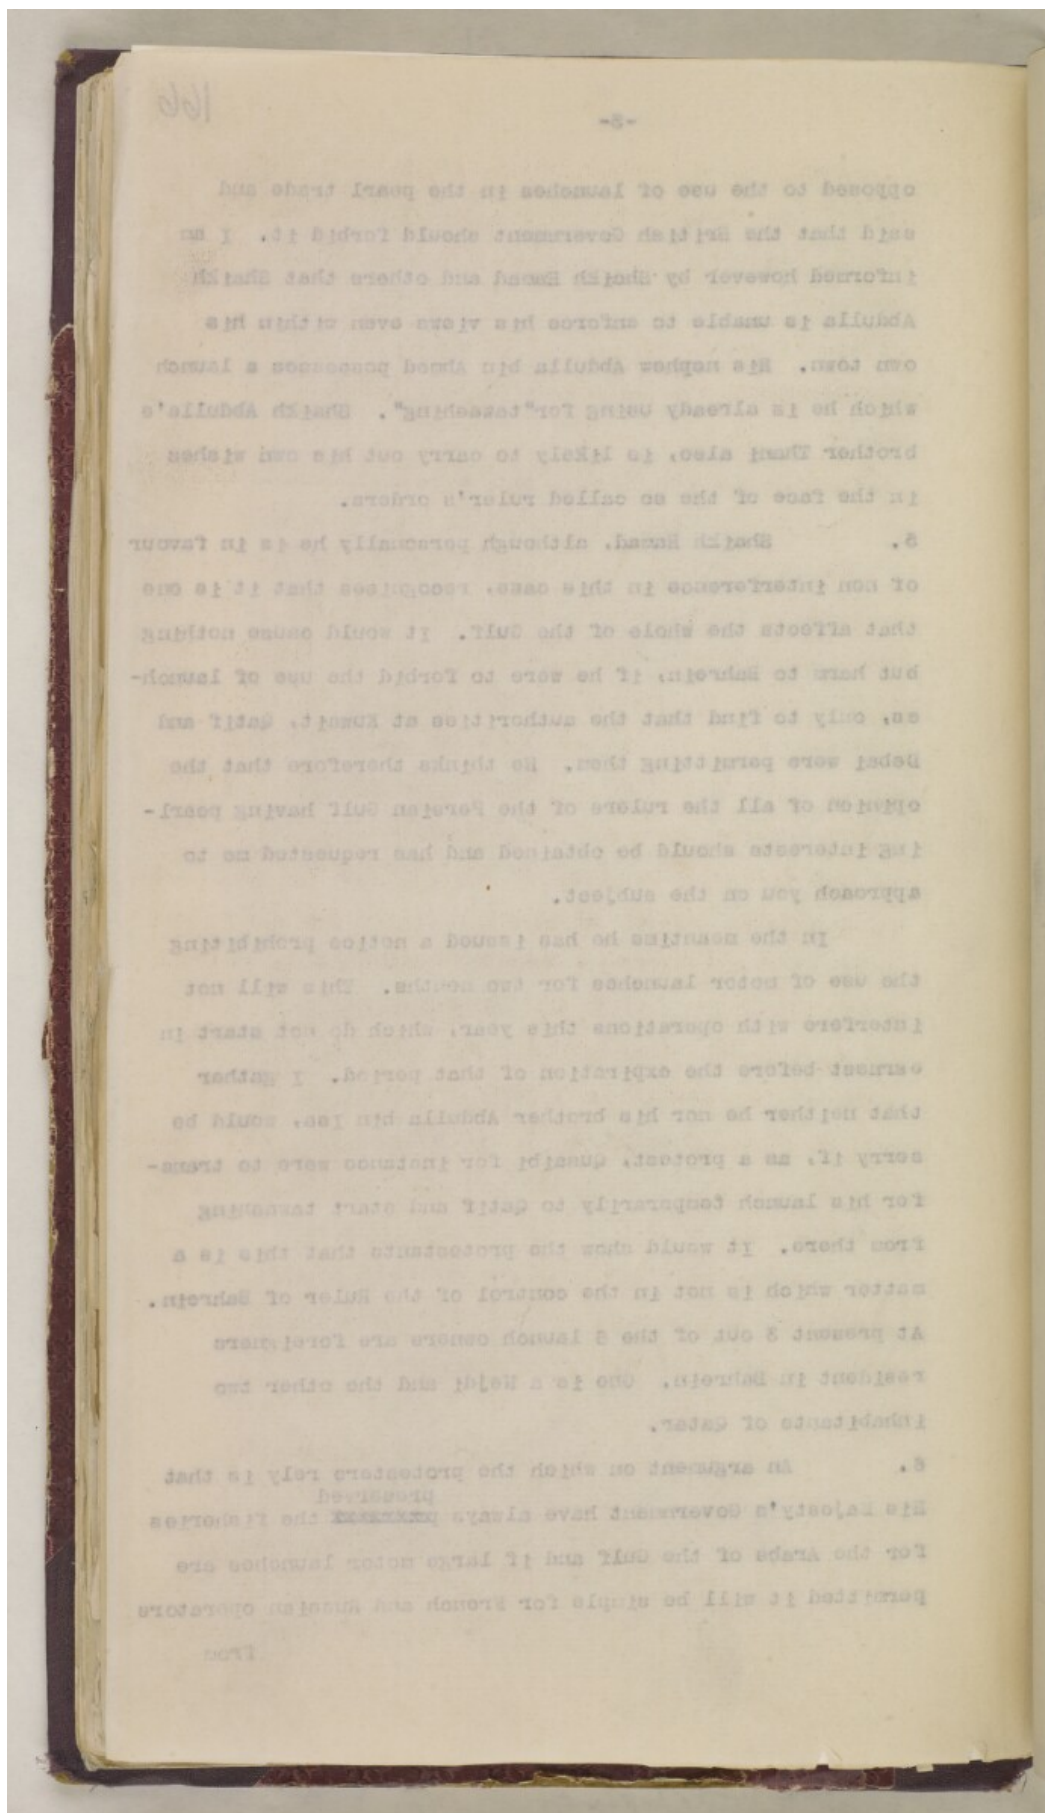 166
-3-
opposed to the use of launches in the pearl trade and
said that the British Government should forbid it. I am
informed however by Shaikh Hamad and others that Shaikh
Abdulla is unable to enforce his views even within his
own town. His nephew Abdulla bin Ahmed possesses a launch
which he is already using for "tawashing". Shaikh Abdulla's
brother Thani also, is likely to carry out his own wishes
in the face of the so called ruler's orders.
5. Shaikh Hamad, although personally he is in favour
of non interference in this case, recognises that it is one
that affects the whole of the Gulf. It would cause nothing
but harm to Bahrein, if he were to forbid the use of launch-
es, only to find that the authorities at Kuwait, Qatif and
Debai were permitting them. He thinks therefore that the
opinion of all the rulers of the Persian Gulf having pearl-
ing interests should be obtained and has requested me to
approach you on the subject.
In the meantime he has issued a notice prohibiting
the use of motor launches for two months. This will not
interfere with operations this year, which do not start in
earnest before the expiration of that period. I gather
that neither he nor his brother Abdulla bin Isa, would be
sorry if, as a protest, Qusaibi for instance were to trans-
fer his launch temporarily to Qatif and start tawashing
from there. It would show the protestants that this is a
matter which is not in the control of the Ruler of Bahrein.
At present 3 out of the 5 launch owners are foreigners
resident in Bahrein. One is a Nejdi and the other two
inhabitants of Qatar.
6. An argument on which the protestors rely is that
preserved
His Majesty's Government have always the fisheries
for the Arabs of the Gulf and if large motor launches are
permitted it will be simple for French and Russian operators
from